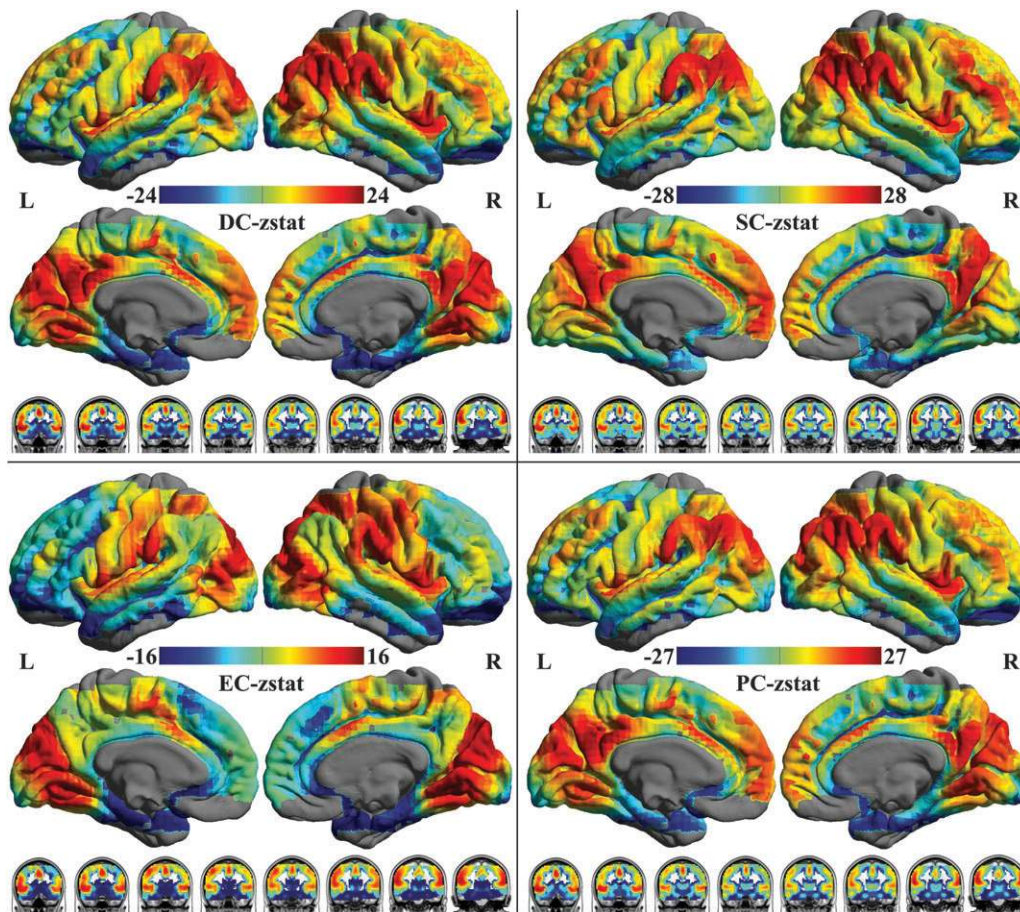 L -24 24 R
DC-zstat
L -28 28 R
SC-zstat
L -16 16 R
EC-zstat
L -27 27 R
PC-zstat